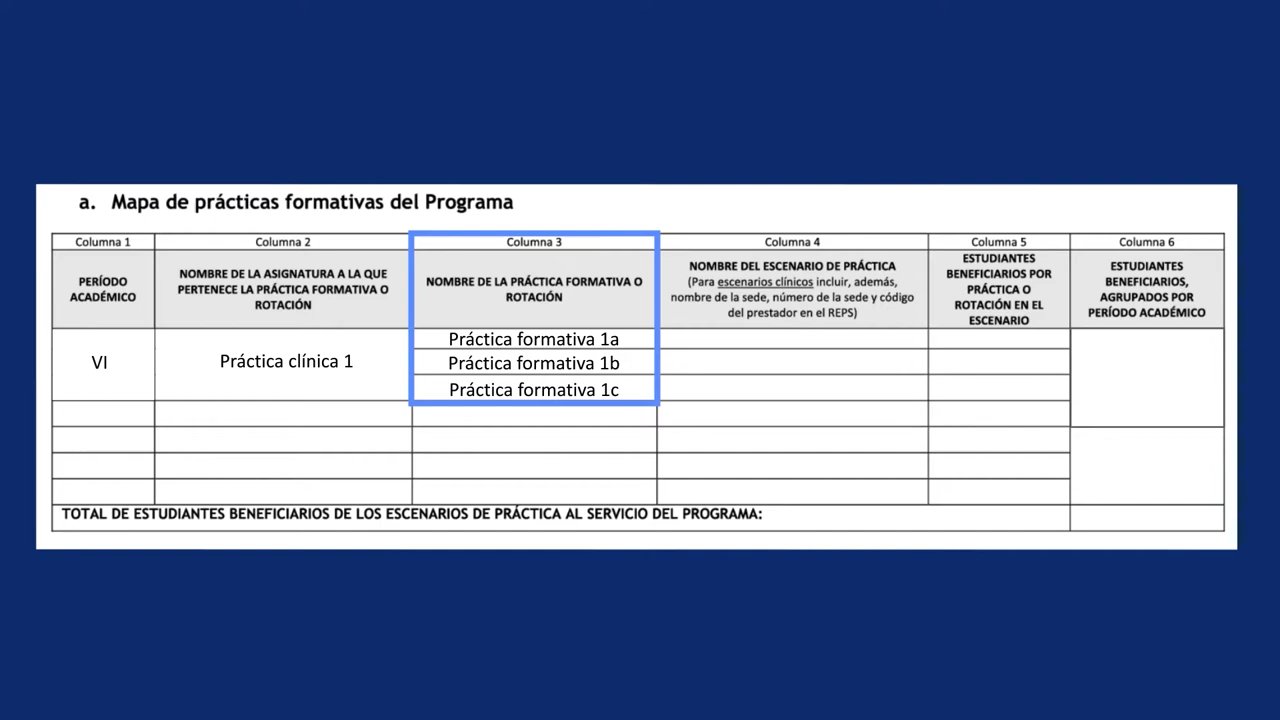 a. Mapa de prácticas formativas del Programa
Columna 1
Columna 2
Columna 3
Columna 4
Columna 5
Columna 6
PERÍODO
ACADÉMICO
NOMBRE DE LA ASIGNATURA A LA QUE
PERTENECE LA PRÁCTICA FORMATIVA O
ROTACIÓN
NOMBRE DE LA PRÁCTICA FORMATIVA O
ROTACIÓN
NOMBRE DEL ESCENARIO DE PRÁCTICA
(Para escenarios clínicos incluir, además,
nombre de la sede, número de la sede y código
del prestador en el REPS)
ESTUDIANTES
BENEFICIARIOS POR
PRÁCTICA O
ROTACIÓN EN EL
ESCENARIO
ESTUDIANTES
BENEFICIARIOS,
AGRUPADOS POR
PERÍODO ACADÉMICO
VI
Práctica clínica 1
Práctica formativa 1a
Práctica formativa 1b
Práctica formativa 1c
TOTAL DE ESTUDIANTES BENEFICIARIOS DE LOS ESCENARIOS DE PRÁCTICA AL SERVICIO DEL PROGRAMA: